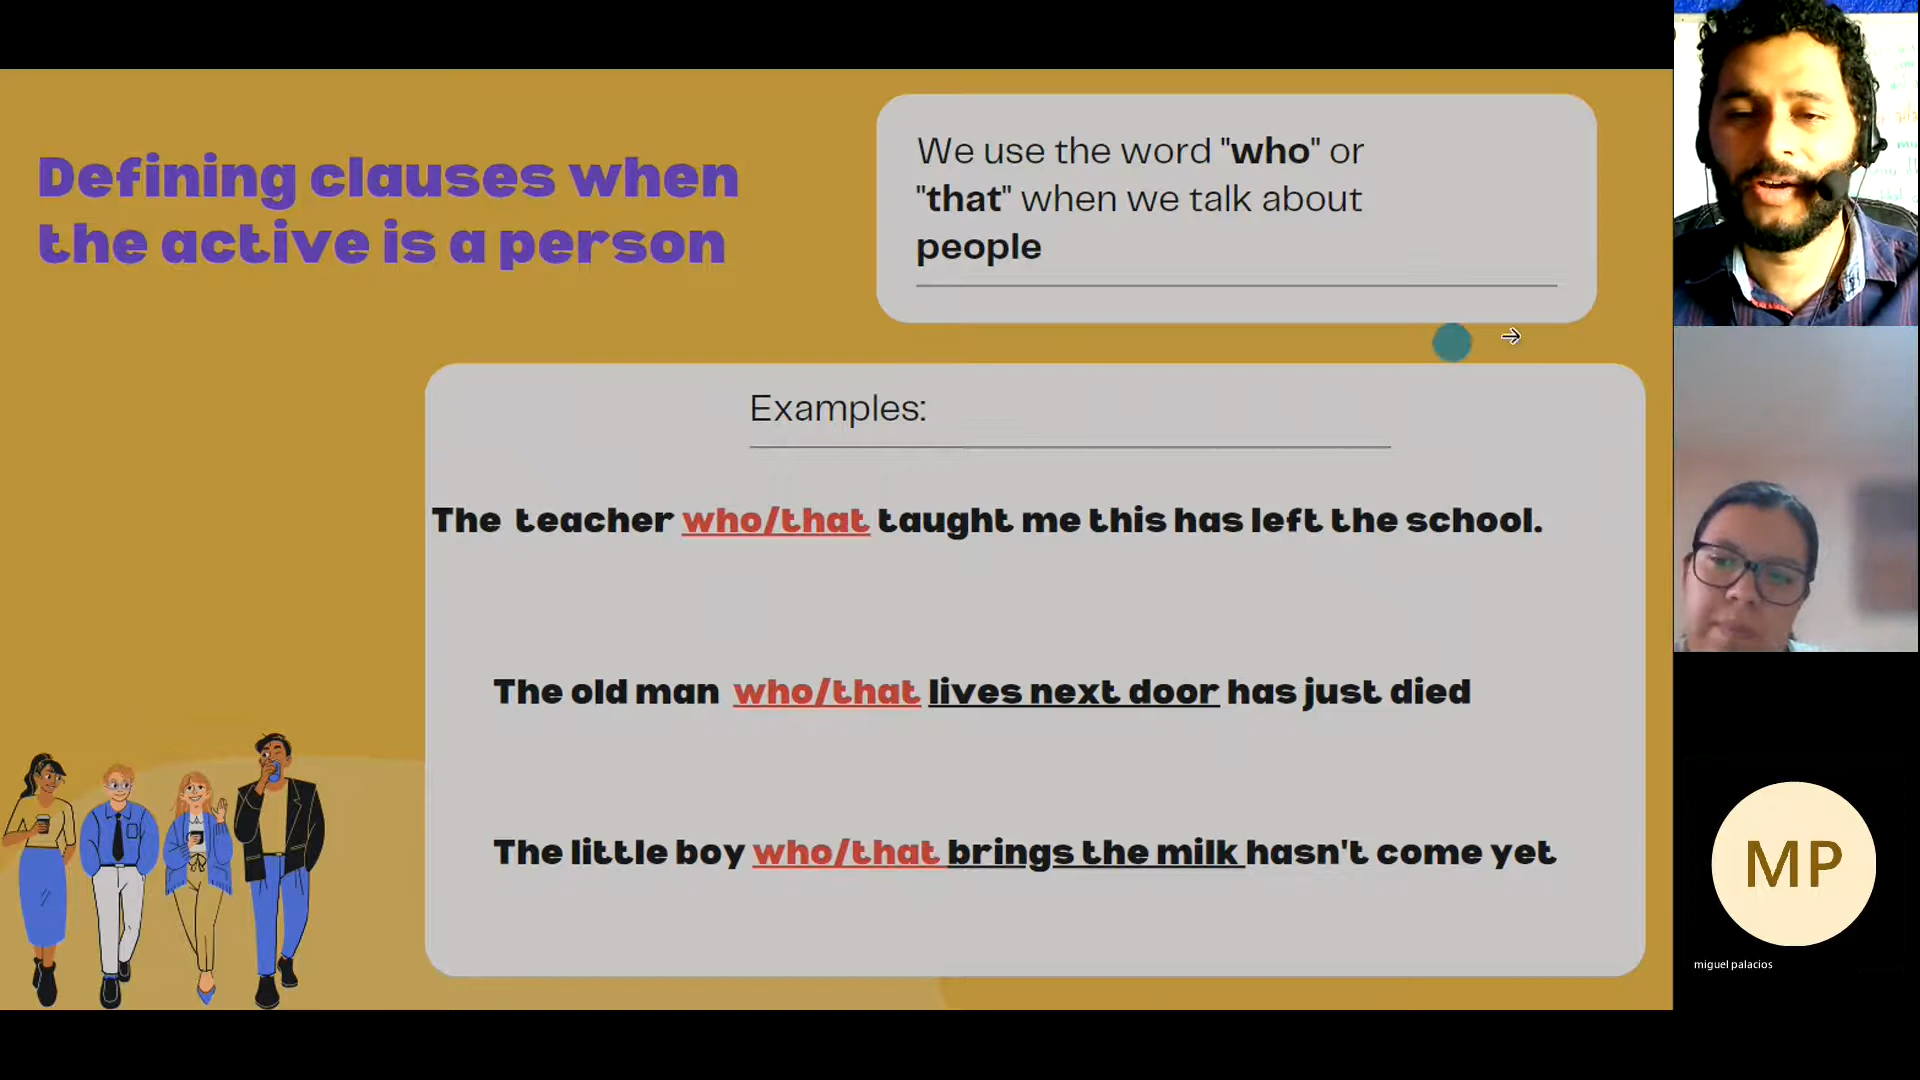 Defining clauses when
the active is a person
We use the word "who" or
"that" when we talk about
people
Examples:
The teacher who/that taught me this has left the school.
The old man who/that lives next door has just died
The little boy who/that brings the milk hasn't come yet
MP
miguel palacios